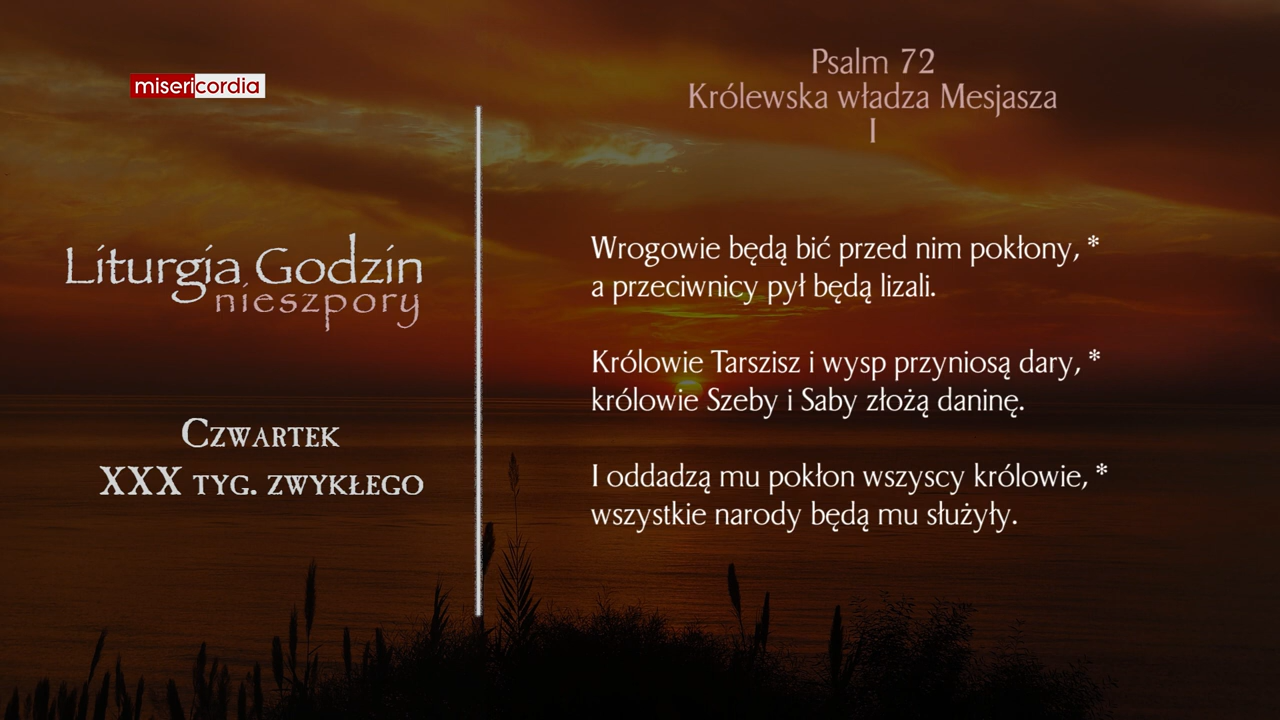 misericordia
Liturgia Godzin
nieszpory
Czwartek
XXX tyg. zwykłego
Psalm 72
Królewska władza Mesjasza
I
Wrogowie będą bić przed nim pokłony, *
a przeciwnicy pył będą lizali.
Królowie Tarszisz i wysp przyniosą dary, *
królowie Szeby i Saby złożą daninę.
I oddadzą mu pokłon wszyscy królowie, *
wszystkie narody będą mu służyły.